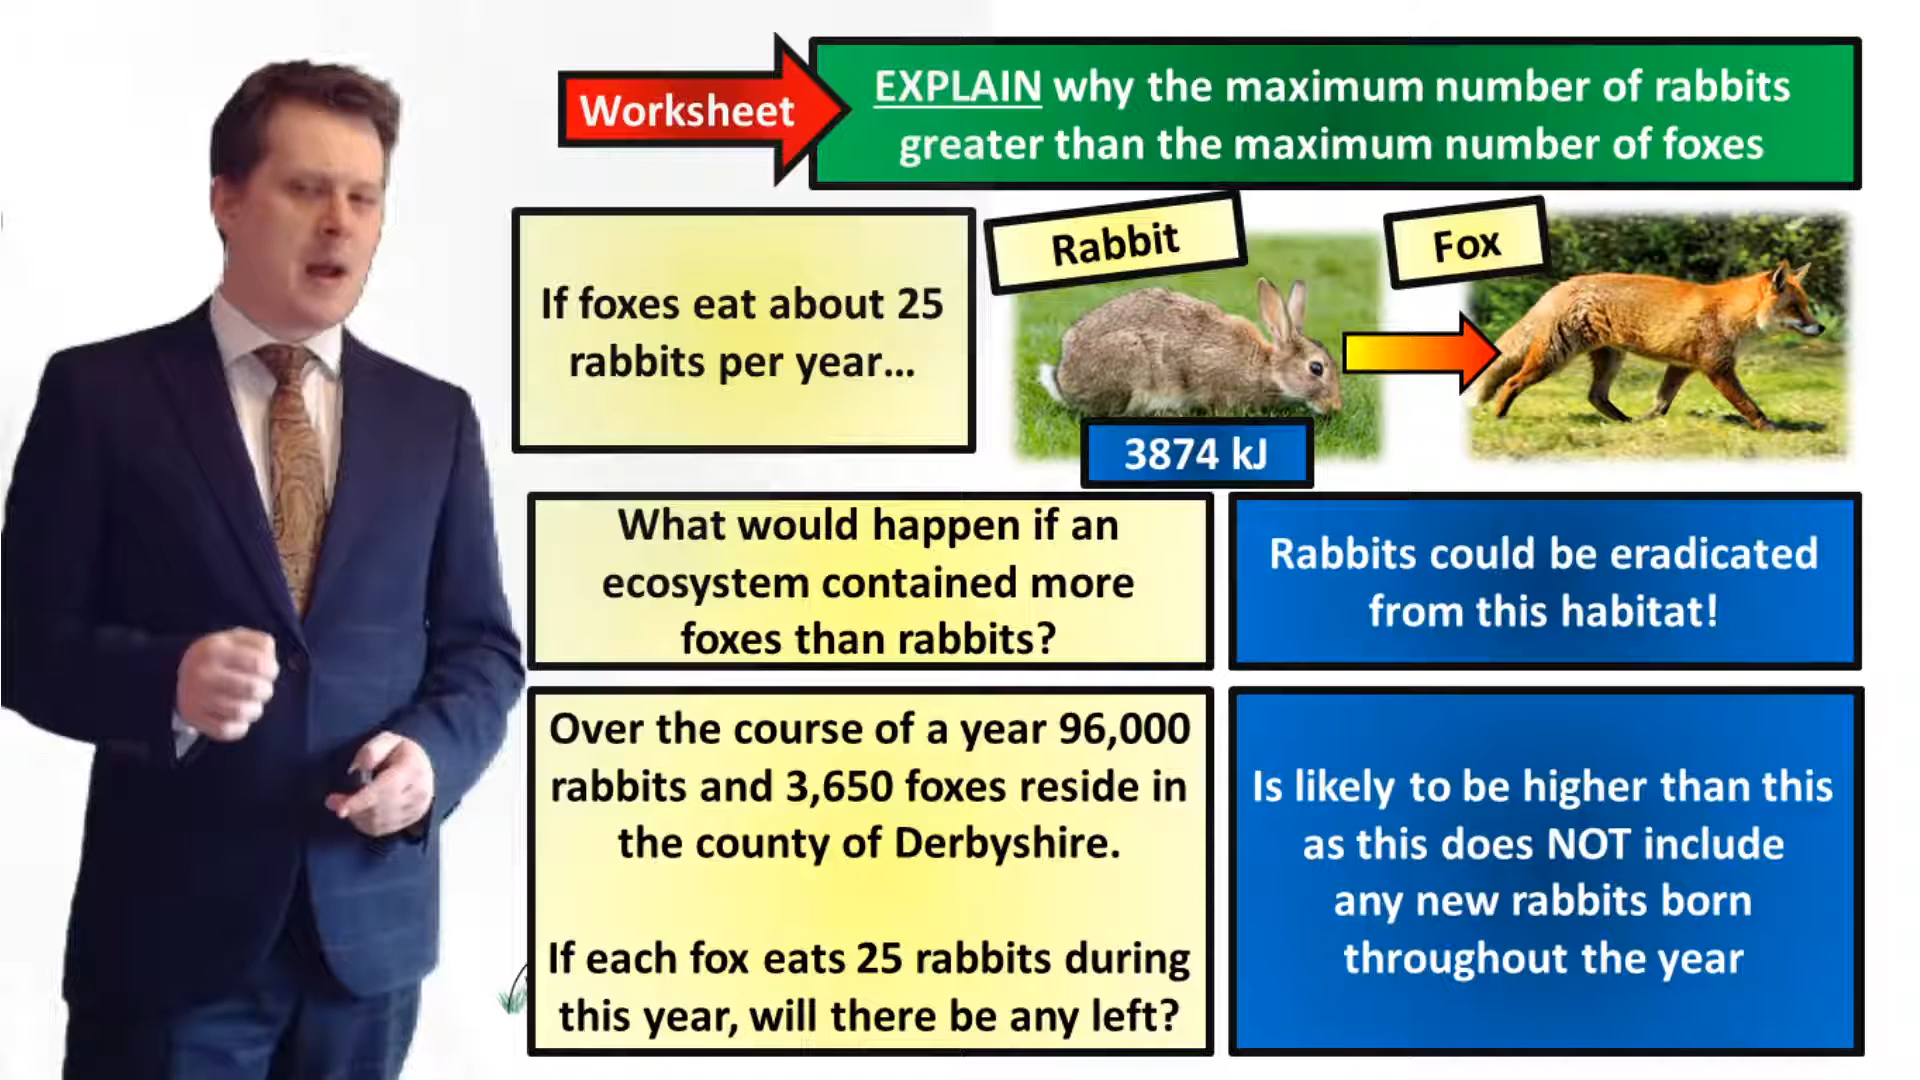 Worksheet
EXPLAIN why the maximum number of rabbits
greater than the maximum number of foxes
If foxes eat about 25
rabbits per year...
Rabbit
Fox
3874 kJ
What would happen if an
ecosystem contained more
foxes than rabbits?
Rabbits could be eradicated
from this habitat!
Over the course of a year 96,000
rabbits and 3,650 foxes reside in
the county of Derbyshire.
If each fox eats 25 rabbits during
this year, will there be any left?
Is likely to be higher than this
as this does NOT include
any new rabbits born
throughout the year